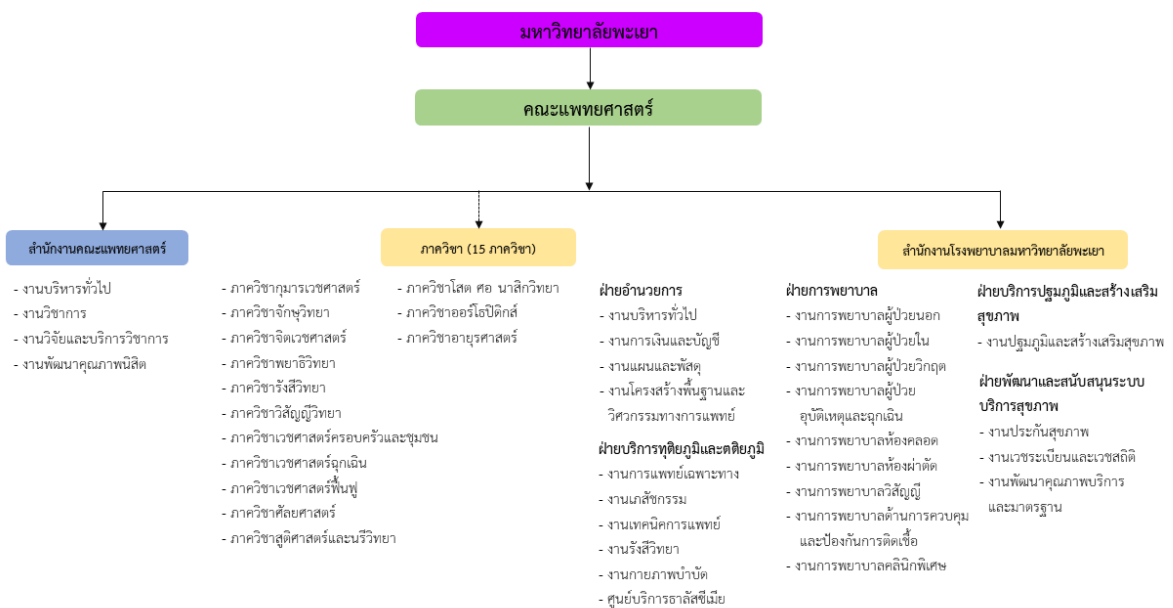 มหาวิทยาลัยพะเยา
คณะแพทยศาสตร์
สำนักงานคณะแพทยศาสตร์
- งานบริหารทั่วไป
- งานวิชาการ
- งานวิจัยและบริการวิชาการ
- งานพัฒนาคุณภาพนิสิต
ภาควิชา (15 ภาควิชา)
- ภาควิชากุมารเวชศาสตร์
- ภาควิชาจักษุวิทยา
- ภาควิชาจิตเวชศาสตร์
- ภาควิชาพยาธิวิทยา
- ภาควิชารังสีวิทยา
- ภาควิชาวิสัญญีวิทยา
- ภาควิชาเวชศาสตร์ครอบครัวและชุมชน
- ภาควิชาเวชศาสตร์ฉุกเฉิน
- ภาควิชาเวชศาสตร์ฟื้นฟู
- ภาควิชาศัลยศาสตร์
- ภาควิชาสูติศาสตร์และนรีวิทยา
- ภาควิชาโสต ศอ นาสิกวิทยา
- ภาควิชาออร์โธปิดิกส์
- ภาควิชาอายุรศาสตร์
สำนักงานโรงพยาบาลมหาวิทยาลัยพะเยา
ฝ่ายอำนวยการ
- งานบริหารทั่วไป
- งานการเงินและบัญชี
- งานแผนและพัสดุ
- งานโครงสร้างพื้นฐานและ
วิศวกรรมทางการแพทย์
ฝ่ายบริการทุติยภูมิและตติยภูมิ
- งานการแพทย์เฉพาะทาง
- งานเภสัชกรรม
- งานเทคนิคการแพทย์
- งานรังสีวิทยา
- งานกายภาพบำบัด
- ศูนย์บริการธาลัสซีเมีย
ฝ่ายการพยาบาล
- งานการพยาบาลผู้ป่วยนอก
- งานการพยาบาลผู้ป่วยใน
- งานการพยาบาลผู้ป่วยวิกฤต
- งานการพยาบาลผู้ป่วย
อุบัติเหตุและฉุกเฉิน
- งานการพยาบาลห้องคลอด
- งานการพยาบาลห้องผ่าตัด
- งานการพยาบาลวิสัญญี
- งานการพยาบาลด้านการควบคุม
และป้องกันการติดเชื้อ
- งานการพยาบาลคลินิกพิเศษ
ฝ่ายบริการปฐมภูมิและสร้างเสริม
สุขภาพ
- งานปฐมภูมิและสร้างเสริมสุขภาพ
ฝ่ายพัฒนาและสนับสนุนระบบ
บริการสุขภาพ
- งานประกันสุขภาพ
- งานเวชระเบียนและเวชสถิติ
- งานพัฒนาคุณภาพบริการ
และมาตรฐาน